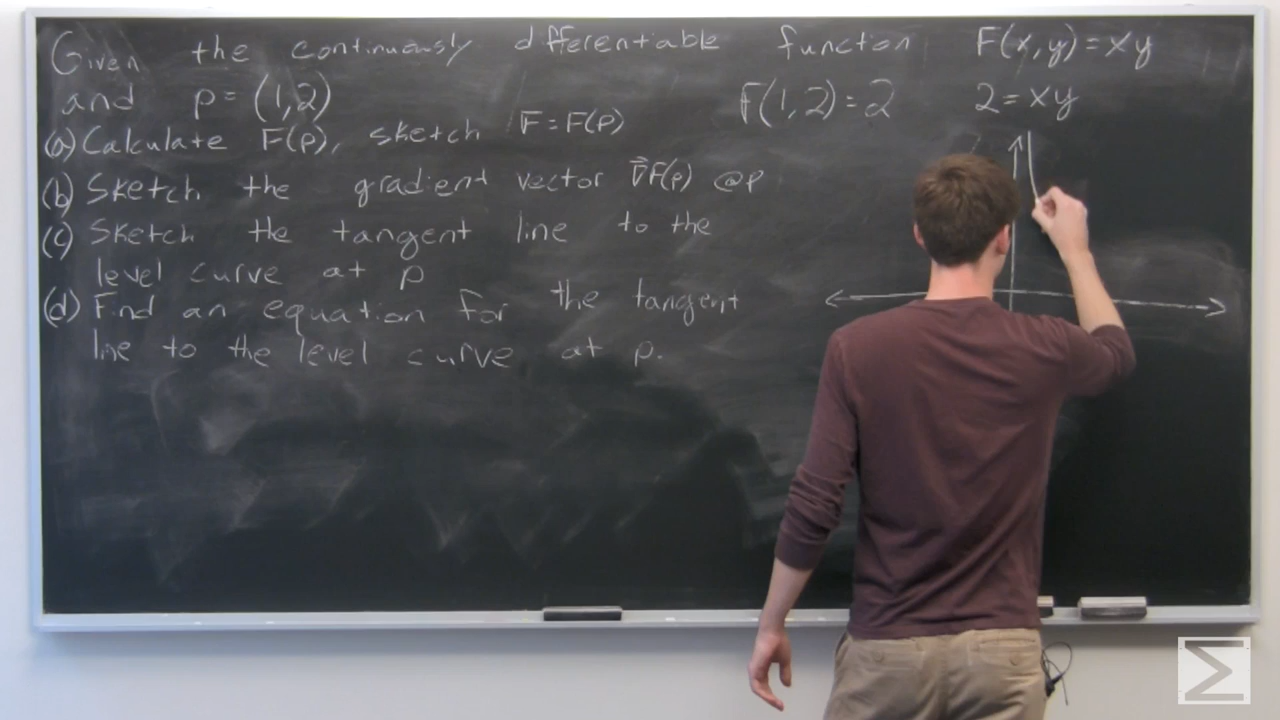 Given the continuously differentiable function F(x,y)=xy
and p=(1,2)
(a) Calculate F(p), sketch F=F(p)
(b) Sketch the gradient vector ∇⃗F(p) @p
(c) Sketch the tangent line to the
level curve at p
(d) Find an equation for the tangent
line to the level curve at p.
F(1,2)=2
2=xy
Σ